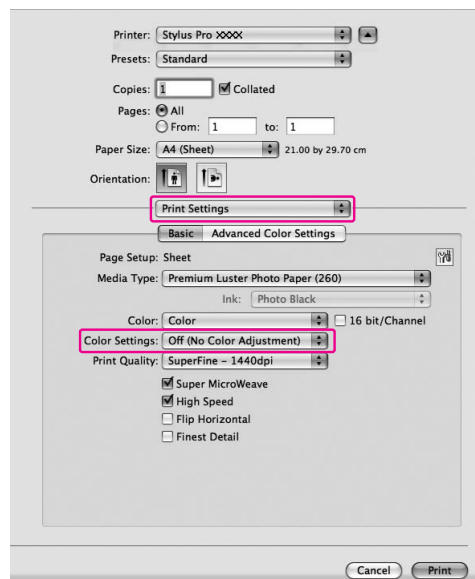 Printer: Stylus Pro XXXX
Presets: Standard
Copies: 1 Collated
Pages: All
From: 1 to: 1
Paper Size: A4 (Sheet) 21.00 by 29.70 cm
Orientation:
Print Settings
Basic Advanced Color Settings
Page Setup: Sheet
Media Type: Premium Luster Photo Paper (260)
Ink: Photo Black
Color: Color 16 bit/Channel
Color Settings: Off (No Color Adjustment)
Print Quality: SuperFine – 1440dpi
Super MicroWeave
High Speed
Flip Horizontal
Finest Detail
Cancel Print